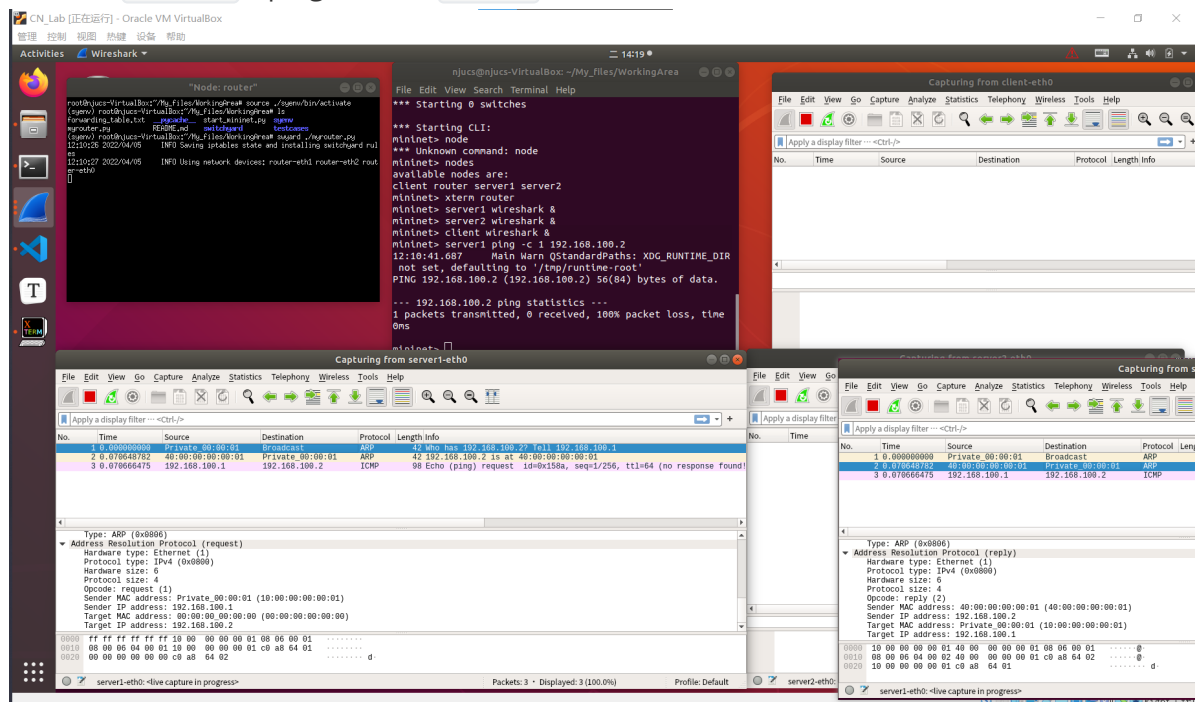 CN_Lab [正在运行] - Oracle VM VirtualBox
管理 控制 视图 热键 设备 帮助
Activities Wireshark
二 14:19
"Node: router"
root@njucs-VirtualBox:~/My_files/WorkingArea# source ./syenv/bin/activate
(syenv) root@njucs-VirtualBox:~/My_files/WorkingArea# ls
forwarding_table.txt __pycache__ start_mininet.py syenv
myrouter.py README.md switchyard testcases
(syenv) root@njucs-VirtualBox:~/My_files/WorkingArea# swyard ./myrouter.py
12:10:26 2022/04/05 INFO Saving iptables state and installing switchyard rul
es
12:10:27 2022/04/05 INFO Using network devices: router-eth1 router-eth2 rout
er-eth0
njucs@njucs-VirtualBox: ~/My_files/WorkingArea
File Edit View Search Terminal Help
*** Starting 0 switches
*** Starting CLI:
mininet> node
*** Unknown command: node
mininet> nodes
available nodes are:
client router server1 server2
mininet> xterm router
mininet> server1 wireshark &
mininet> server2 wireshark &
mininet> client wireshark &
mininet> server1 ping -c 1 192.168.100.2
12:10:41.687 Main Warn QStandardPaths: XDG_RUNTIME_DIR
not set, defaulting to '/tmp/runtime-root'
PING 192.168.100.2 (192.168.100.2) 56(84) bytes of data.
--- 192.168.100.2 ping statistics ---
1 packets transmitted, 0 received, 100% packet loss, time
0ms
mininet>
Capturing from client-eth0
File Edit View Go Capture Analyze Statistics Telephony Wireless Tools Help
Apply a display filter ··· <Ctrl-/>
No. Time Source Destination Protocol Length Info
T
X
TERM
Capturing from server1-eth0
File Edit View Go Capture Analyze Statistics Telephony Wireless Tools Help
Apply a display filter ··· <Ctrl-/>
No. Time Source Destination Protocol Length Info
1 0.000000000 Private_00:00:01 Broadcast ARP 42 Who has 192.168.100.2? Tell 192.168.100.1
2 0.070648782 40:00:00:00:00:01 Private_00:00:01 ARP 42 192.168.100.2 is at 40:00:00:00:00:01
3 0.070666475 192.168.100.1 192.168.100.2 ICMP 98 Echo (ping) request id=0x158a, seq=1/256, ttl=64 (no response found!
Type: ARP (0x0806)
Address Resolution Protocol (request)
Hardware type: Ethernet (1)
Protocol type: IPv4 (0x0800)
Hardware size: 6
Protocol size: 4
Opcode: request (1)
Sender MAC address: Private_00:00:01 (10:00:00:00:00:01)
Sender IP address: 192.168.100.1
Target MAC address: 00:00:00_00:00:00 (00:00:00:00:00:00)
Target IP address: 192.168.100.2
0000 ff ff ff ff ff ff 10 00 00 00 00 01 08 06 00 01 ········
0010 08 00 06 04 00 01 10 00 00 00 00 01 c0 a8 64 01 ········
0020 00 00 00 00 00 00 c0 a8 64 02 ········ d·
server1-eth0: <live capture in progress>
Packets: 3 · Displayed: 3 (100.0%)
Profile: Default
Capturing from server2-eth0
File Edit View Go
Apply a display filter
No. Time
server2-eth0:
Capturing from s
File Edit View Go Capture Analyze Statistics Telephony Wireless Tools Help
Apply a display filter ··· <Ctrl-/>
No. Time Source Destination Protocol Leng
1 0.000000000 Private_00:00:01 Broadcast ARP
2 0.070648782 40:00:00:00:00:01 Private_00:00:01 ARP
3 0.070666475 192.168.100.1 192.168.100.2 ICMP
Type: ARP (0x0806)
Address Resolution Protocol (reply)
Hardware type: Ethernet (1)
Protocol type: IPv4 (0x0800)
Hardware size: 6
Protocol size: 4
Opcode: reply (2)
Sender MAC address: 40:00:00:00:00:01 (40:00:00:00:00:01)
Sender IP address: 192.168.100.2
Target MAC address: Private_00:00:01 (10:00:00:00:00:01)
Target IP address: 192.168.100.1
0000 10 00 00 00 00 01 40 00 00 00 00 01 08 06 00 01 ······@·
0010 08 00 06 04 00 02 40 00 00 00 00 01 c0 a8 64 02 ······@·
0020 10 00 00 00 00 01 c0 a8 64 01 ········ d·
server1-eth0: <live capture in progress>